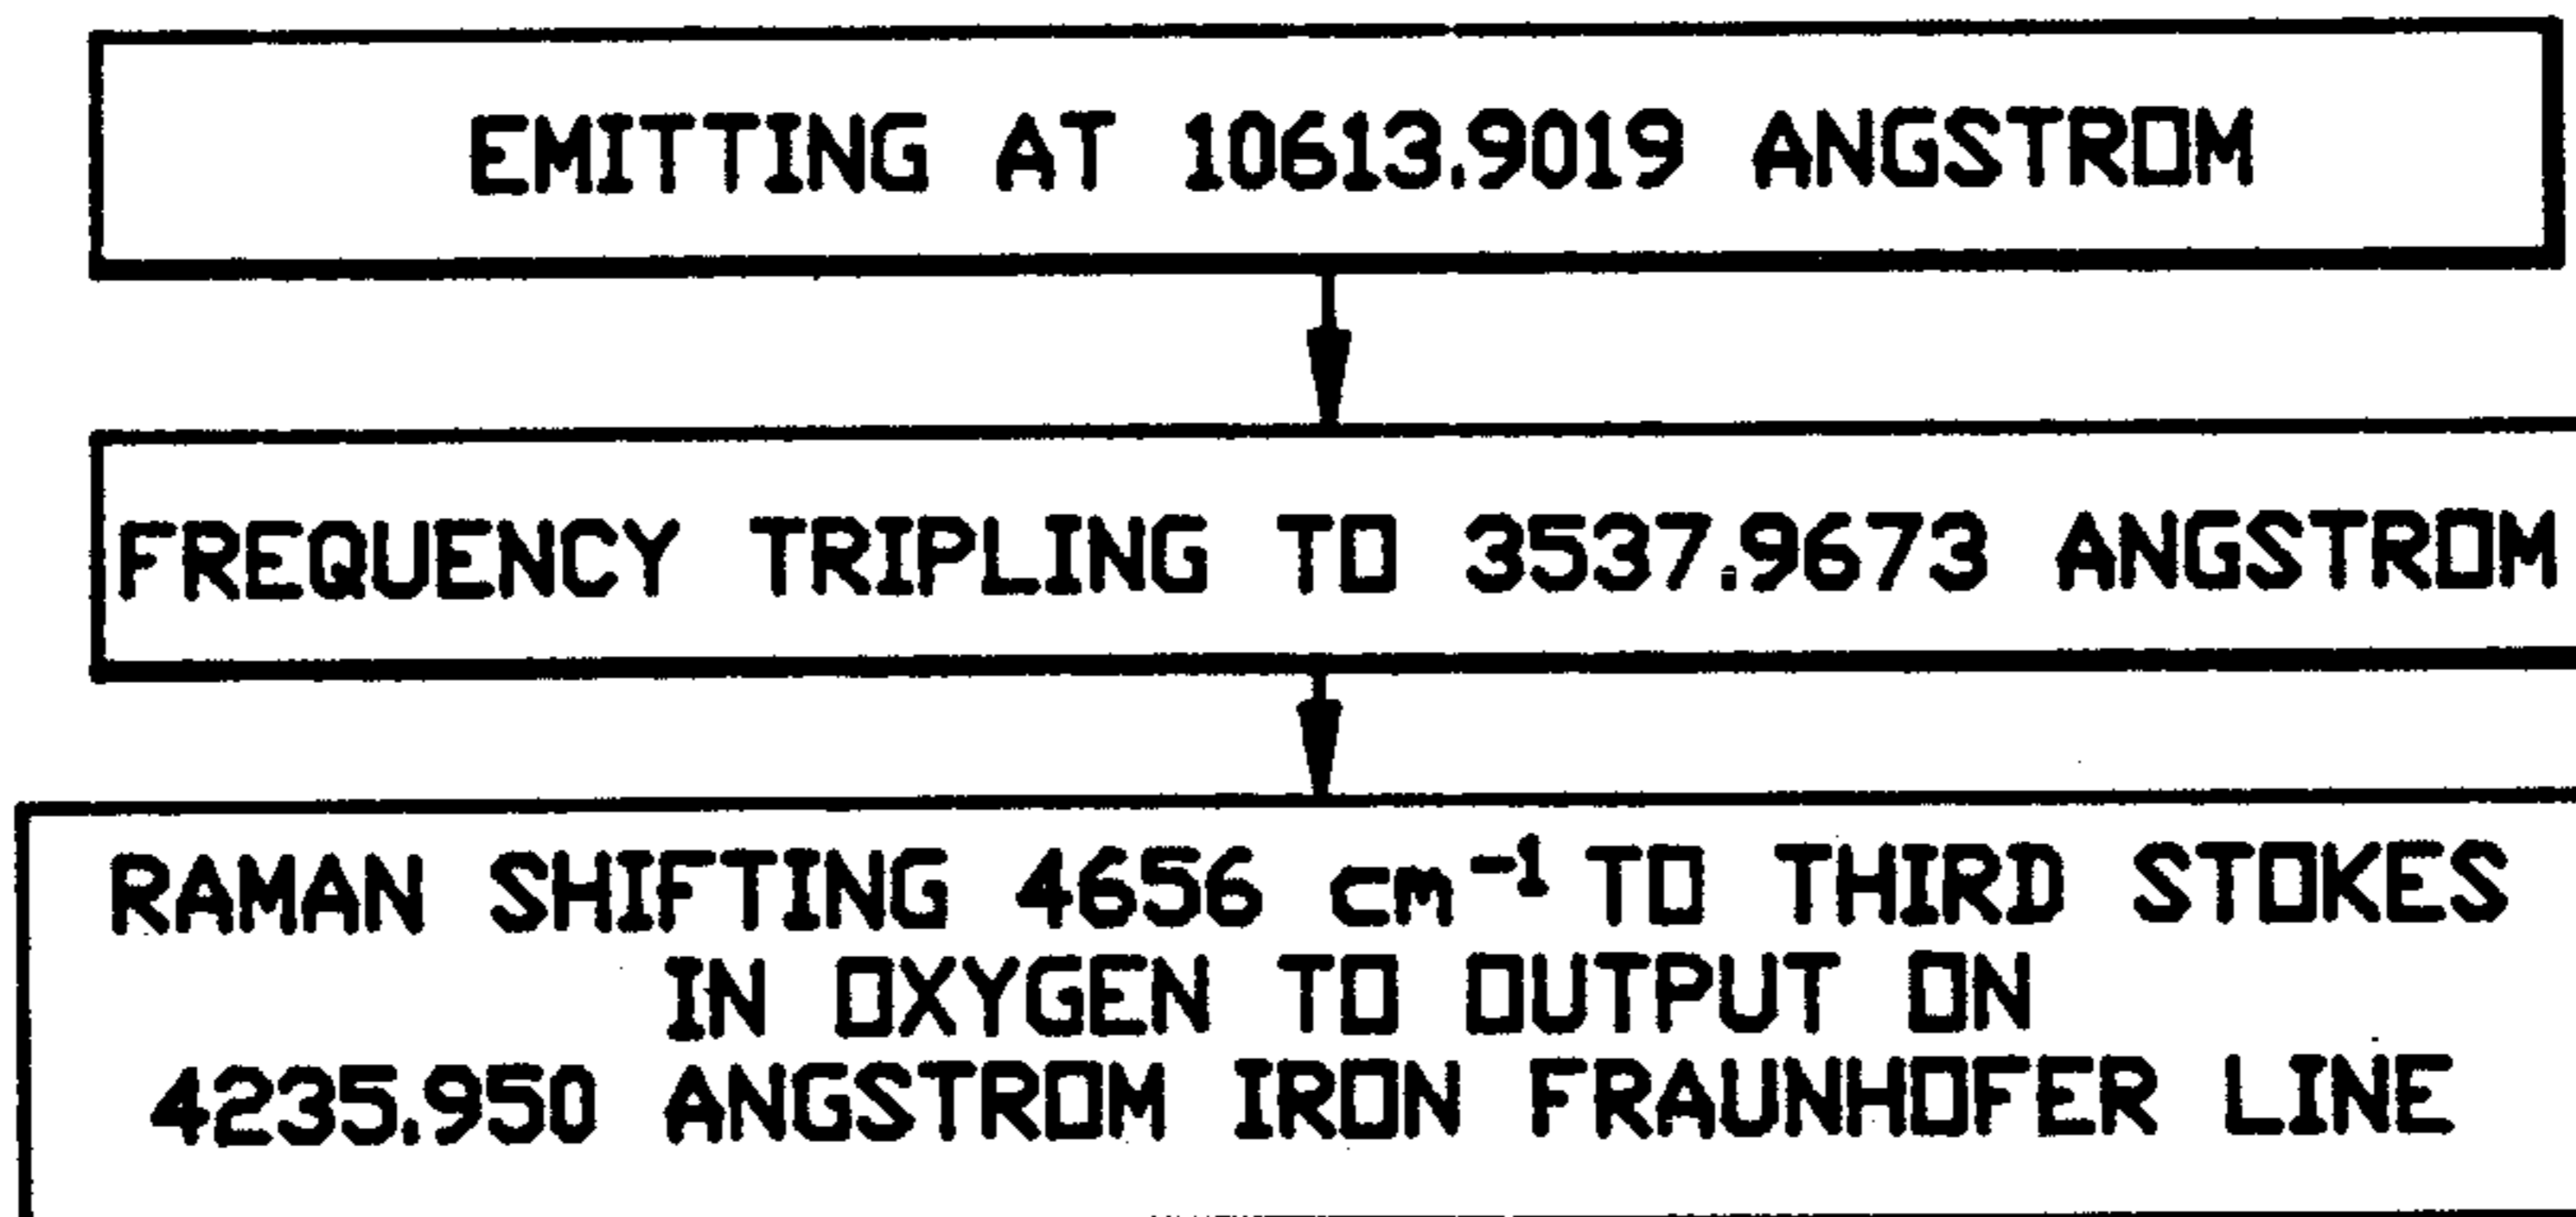 EMITTING AT 10613.9019 ANGSTROM
FREQUENCY TRIPLING TO 3537.9673 ANGSTROM
RAMAN SHIFTING 4656 cm⁻¹ TO THIRD STOKES
IN OXYGEN TO OUTPUT ON
4235.950 ANGSTROM IRON FRAUNHOFER LINE